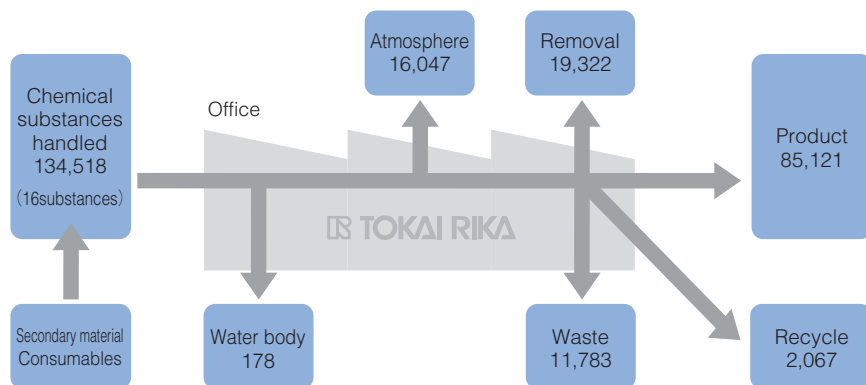 Chemical
substances
handled
134,518
(16substances)
Secondary material
Consumables
Office
Atmosphere
16,047
Removal
19,322
TOKAI RIKA
Water body
178
Waste
11,783
Product
85,121
Recycle
2,067